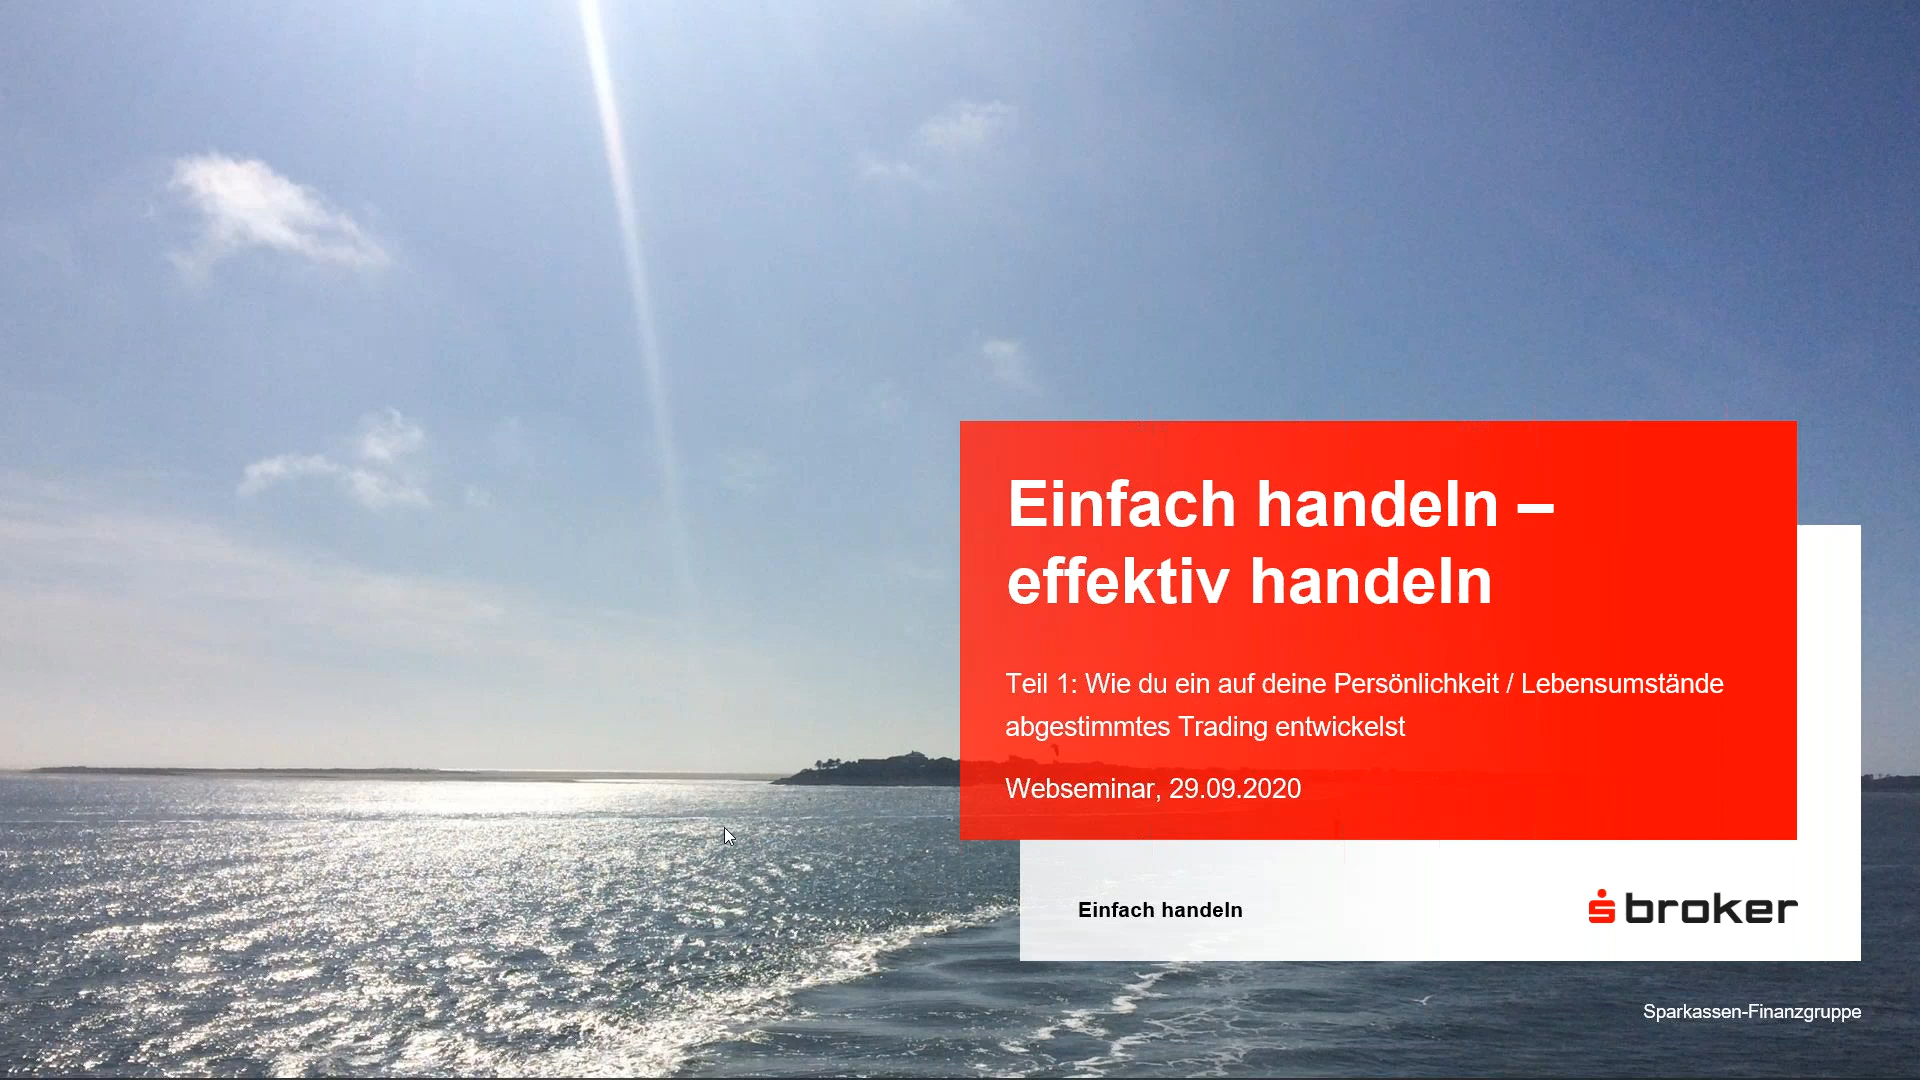 Einfach handeln –
effektiv handeln
Teil 1: Wie du ein auf deine Persönlichkeit / Lebensumstände
abgestimmtes Trading entwickelst
Webseminar, 29.09.2020
Einfach handeln
broker
Sparkassen-Finanzgruppe